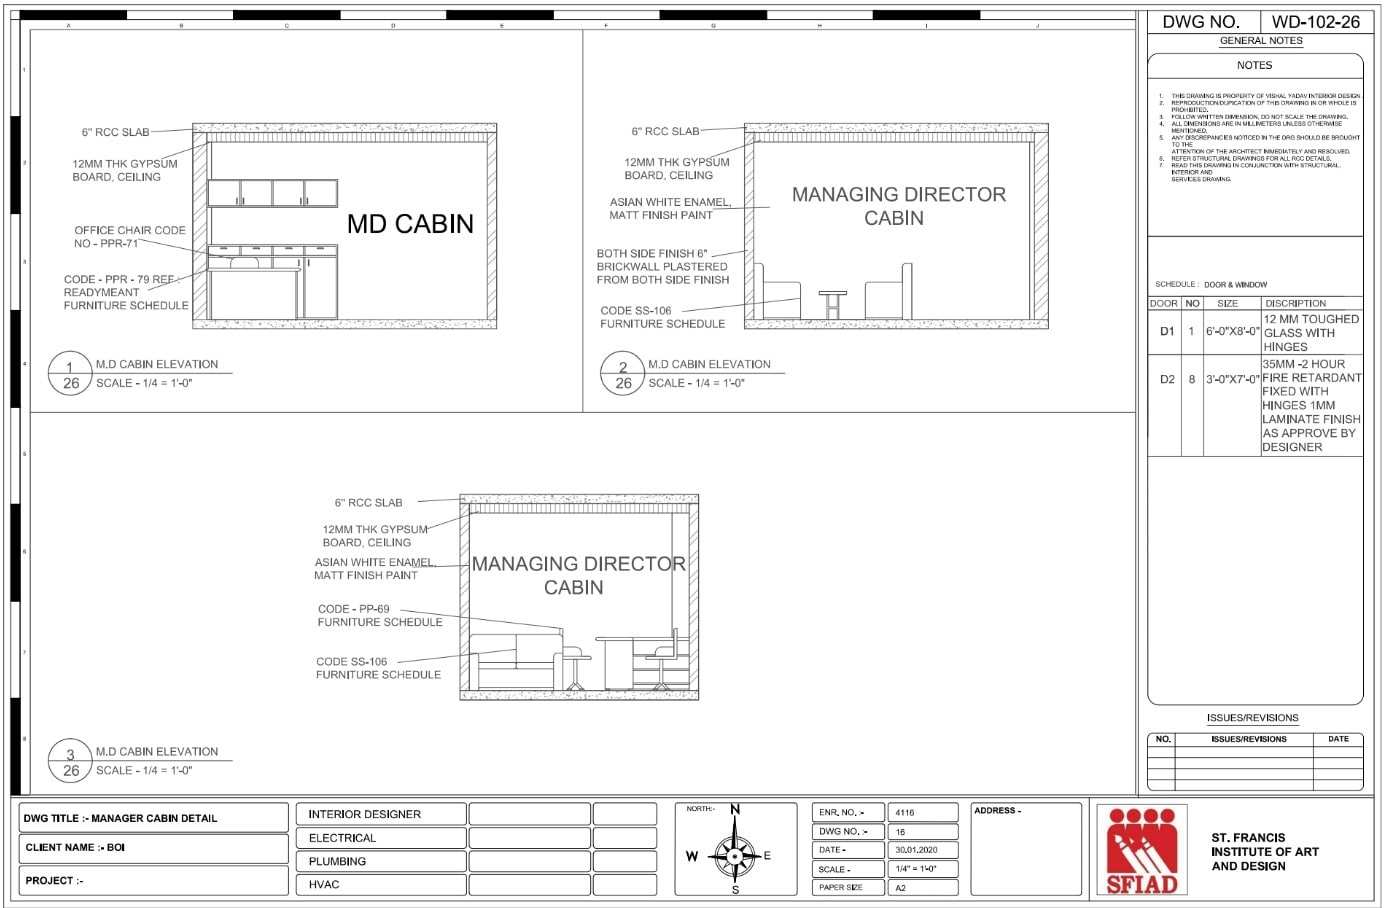 A B C D E F G H I J
1
2
3
4
5
6
7
8
6" RCC SLAB
12MM THK GYPSUM
BOARD, CEILING
OFFICE CHAIR CODE
NO - PPR-71
CODE - PPR - 79 REF :
READYMEANT
FURNITURE SCHEDULE
MD CABIN
1
26
M.D CABIN ELEVATION
SCALE - 1/4 = 1'-0"
6" RCC SLAB
12MM THK GYPSUM
BOARD, CEILING
ASIAN WHITE ENAMEL,
MATT FINISH PAINT
BOTH SIDE FINISH 6"
BRICKWALL PLASTERED
FROM BOTH SIDE FINISH
CODE SS-106
FURNITURE SCHEDULE
MANAGING DIRECTOR
CABIN
2
26
M.D CABIN ELEVATION
SCALE - 1/4 = 1'-0"
6" RCC SLAB
12MM THK GYPSUM
BOARD, CEILING
ASIAN WHITE ENAMEL,
MATT FINISH PAINT
CODE - PP-69
FURNITURE SCHEDULE
CODE SS-106
FURNITURE SCHEDULE
MANAGING DIRECTOR
CABIN
3
26
M.D CABIN ELEVATION
SCALE - 1/4 = 1'-0"
DWG NO. WD-102-26
GENERAL NOTES
NOTES
1. THIS DRAWING IS PROPERTY OF VISHAL YADAV INTERIOR DESIGN.
2. REPRODUCTION/DUPICATION OF THIS DRAWING IN OR WHOLE IS
PROHIBITED.
3. FOLLOW WHITTEN DIMENSION, DO NOT SCALE THE DRAWING.
4. ALL DIMENSIONS ARE IN MILLIMETERS UNLESS OTHERWISE
MENTIONED.
5. ANY DISCREPANCIES NOTICED IN THE DRG SHOULD BE BROUGHT
TO THE
ATTENTION OF THE ARCHITECT IMMEDIATELY AND RESOLVED.
6. REFER STRUCTURAL DRAWINGS FOR ALL RCC DETAILS.
7. READ THIS DRAWING IN CONJUNCTION WITH STRUCTURAL,
INTERIOR AND
SERVICES DRAWING.
SCHEDULE : DOOR & WINDOW
DOOR NO SIZE DISCRIPTION
D1 1 6'-0"X8'-0" 12 MM TOUGHED
GLASS WITH
HINGES
D2 8 3'-0"X7'-0" 35MM -2 HOUR
FIRE RETARDANT
FIXED WITH
HINGES 1MM
LAMINATE FINISH
AS APPROVE BY
DESIGNER
ISSUES/REVISIONS
NO. ISSUES/REVISIONS DATE
DWG TITLE :- MANAGER CABIN DETAIL
CLIENT NAME :- BOI
PROJECT :-
INTERIOR DESIGNER
ELECTRICAL
PLUMBING
HVAC
NORTH:-
N
W E
S
ENR. NO. :- 4116
DWG NO. :- 16
DATE - 30.01.2020
SCALE - 1/4" = 1'-0"
PAPER SIZE A2
ADDRESS -
SFIAD
ST. FRANCIS
INSTITUTE OF ART
AND DESIGN